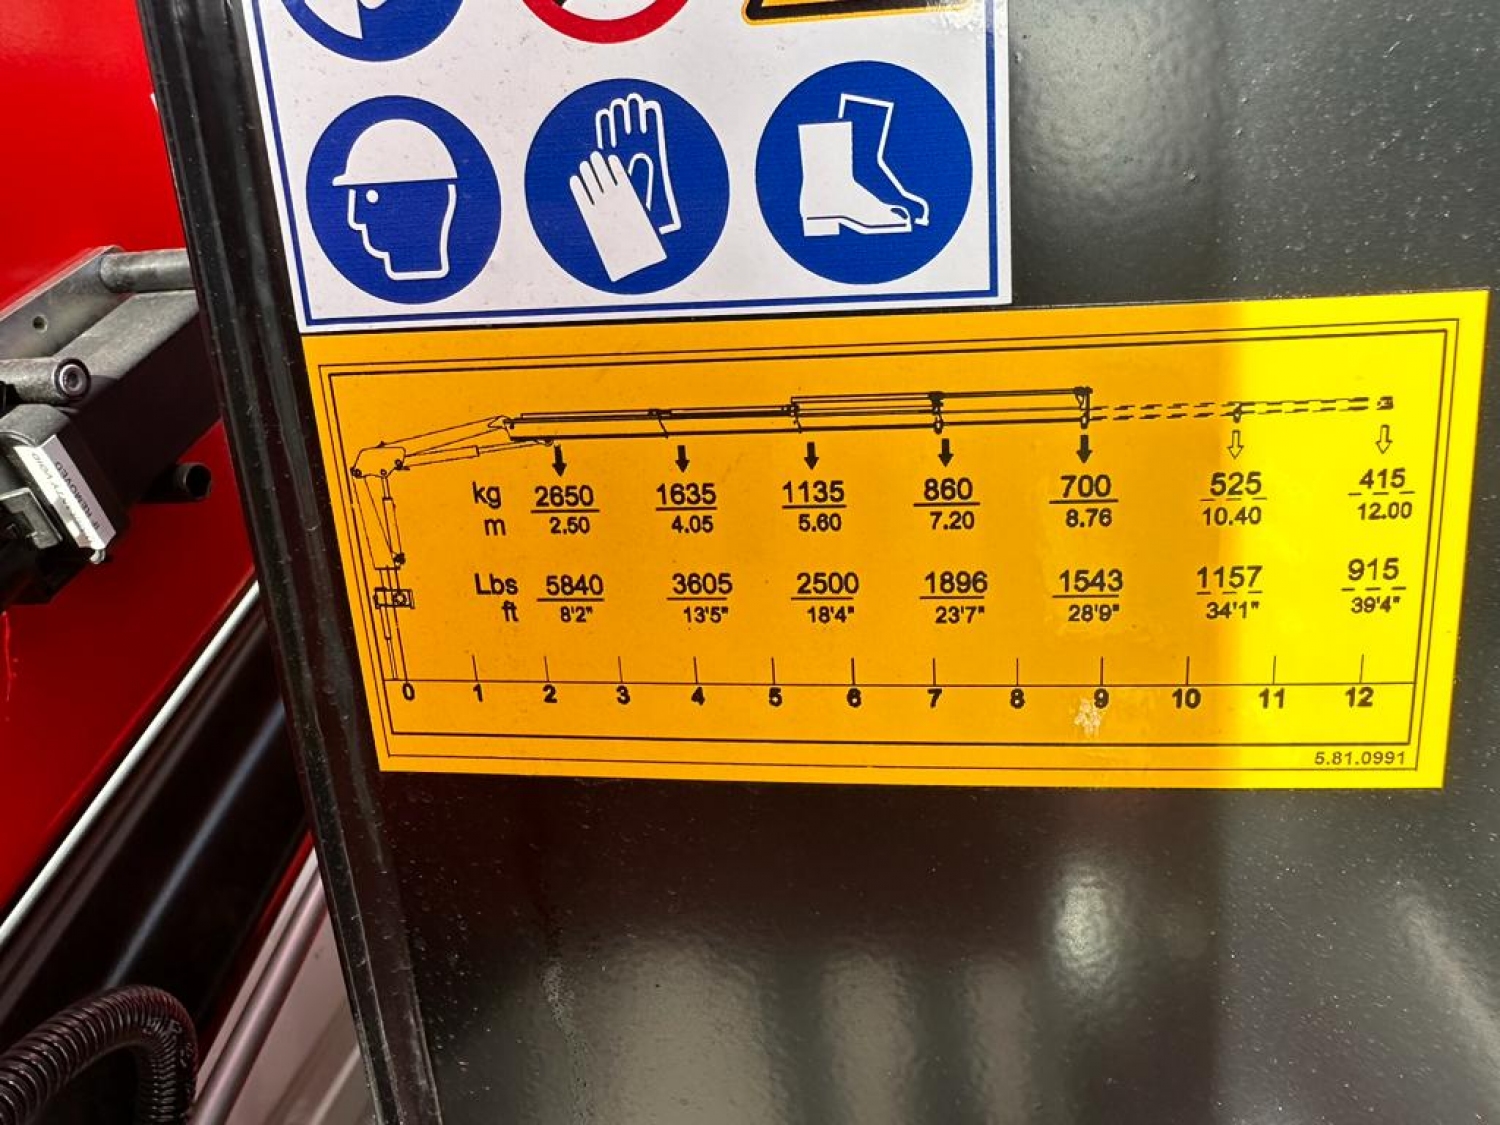 kg 2650 1635 1135 860 700 525 415
m 2.50 4.05 5.60 7.20 8.76 10.40 12.00
Lbs 5840 3605 2500 1896 1543 1157 915
ft 8'2" 13'5" 18'4" 23'7" 28'9" 34'1" 39'4"
0 1 2 3 4 5 6 7 8 9 10 11 12
5.81.0991
IF REMOVED